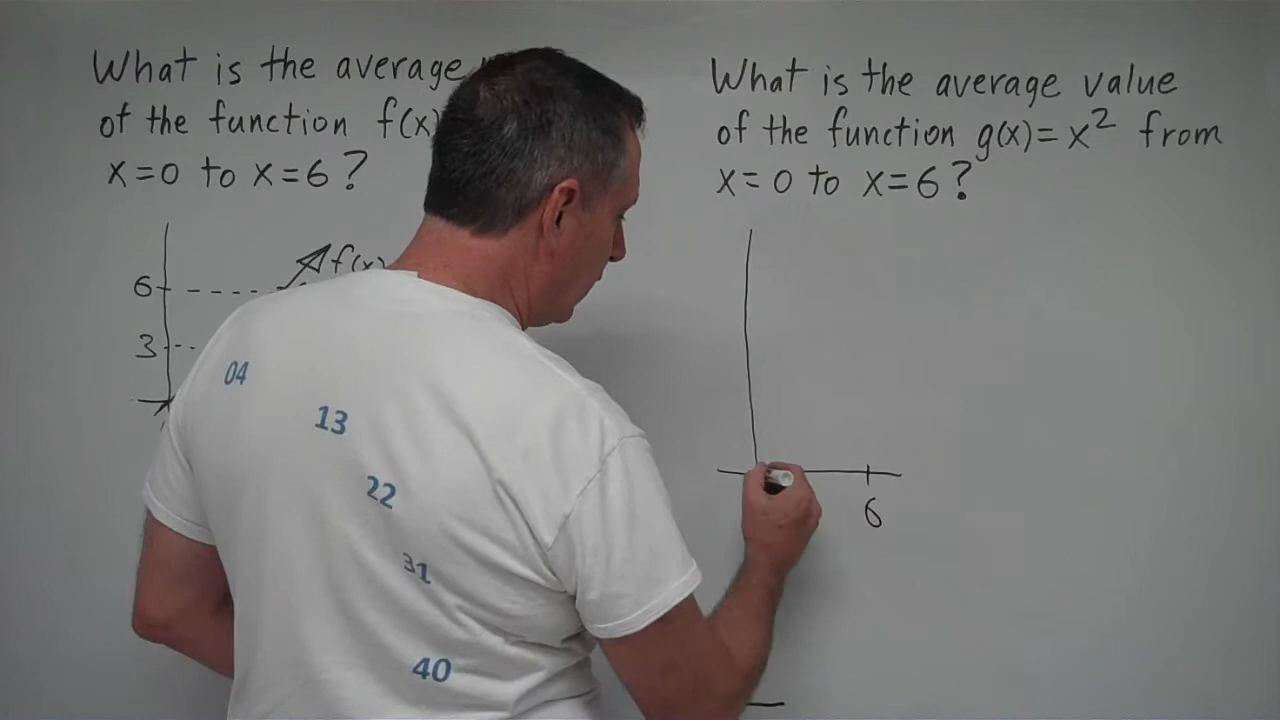 What is the average
of the function f(x)
x=0 to x=6?
f(x)
6
3
What is the average value
of the function g(x)=x² from
x=0 to x=6?
6
04
13
22
31
40